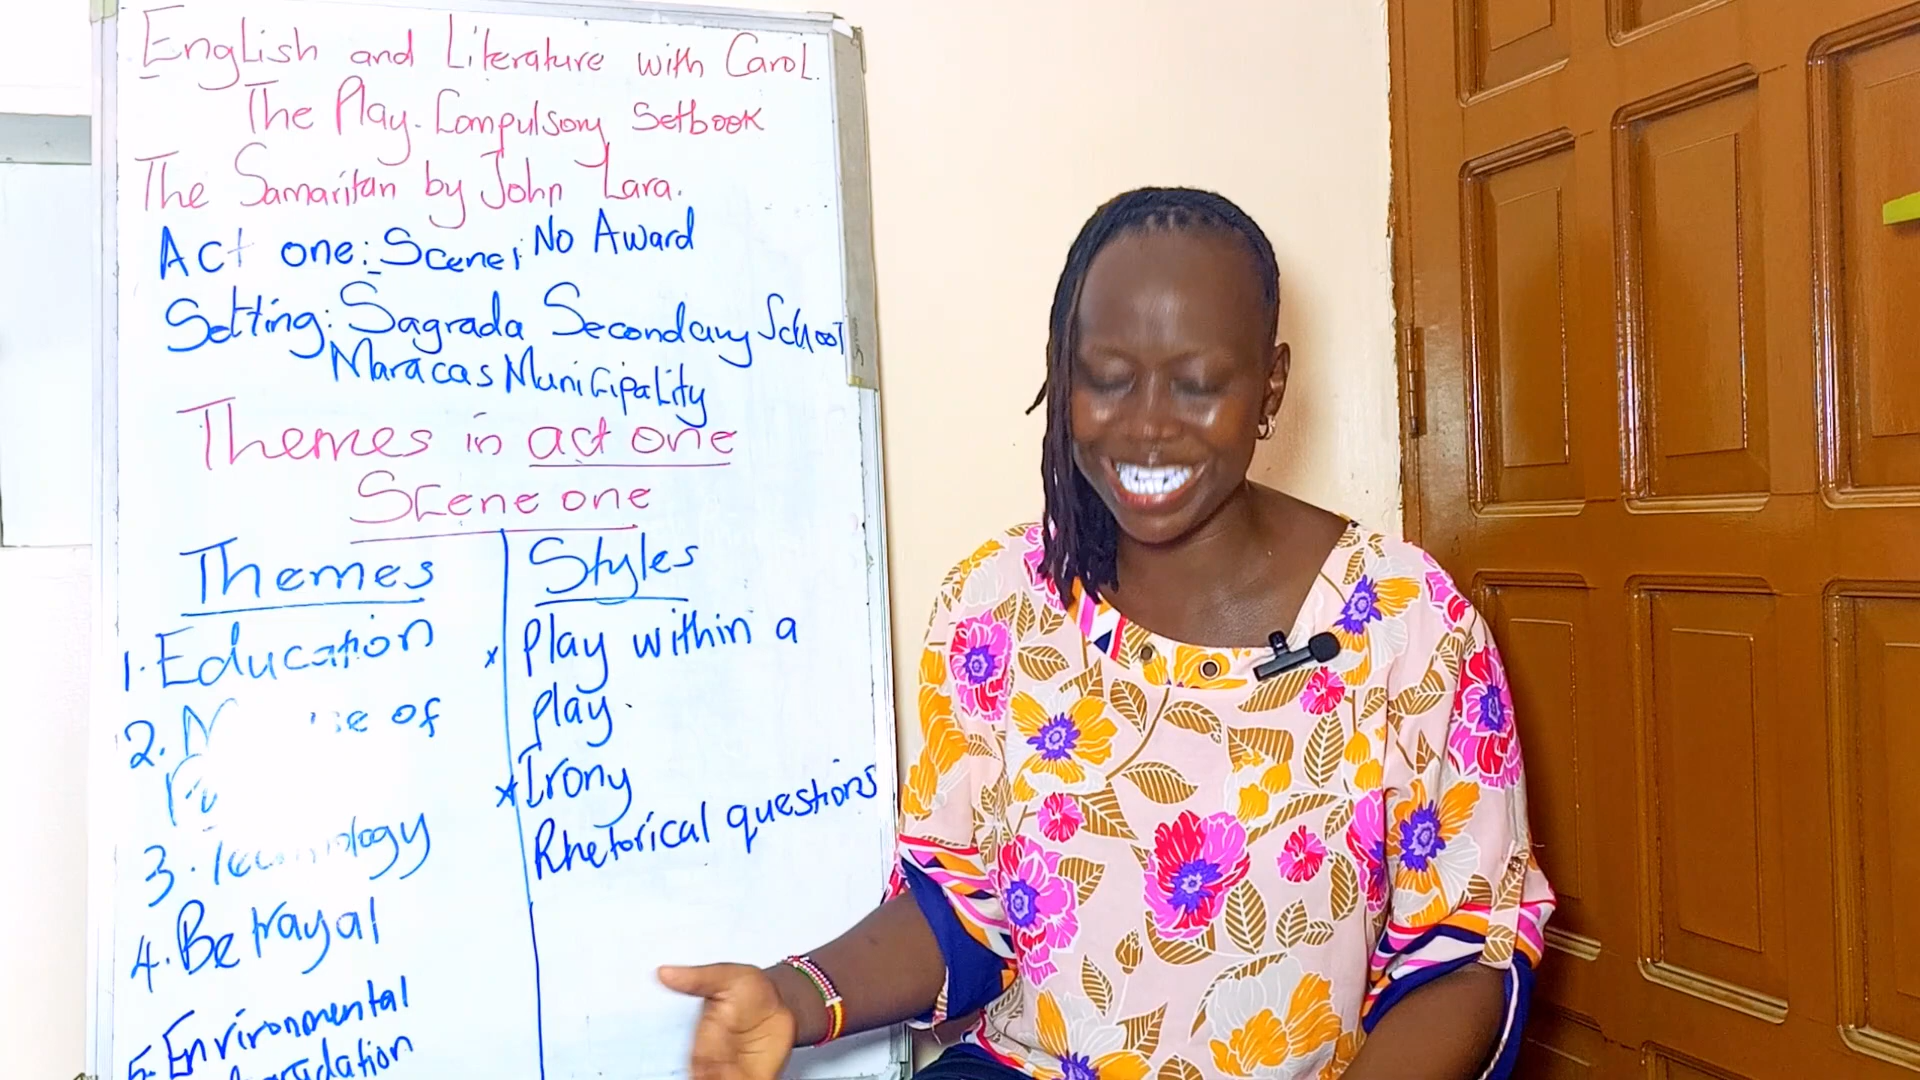 English and Literature with Carol.
The Play. Compulsory Setbook
The Samaritan by John Lara.
Act one: Scene 1 No Award
Setting: Sagrada Secondary School
Maracas Municipality
Themes in act one
Scene one
Themes
1. Education
2. of
3. Technology
4. Betrayal
5. Environmental
Styles
x Play within a
play.
x Irony
Rhetorical questions